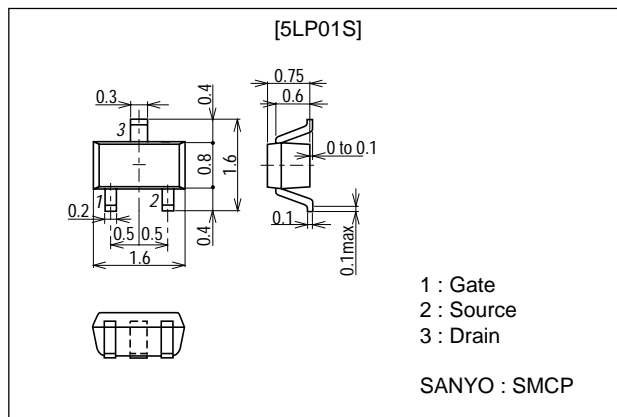 [5LP01S]
0.75
0.6
0.3
0.4
3
0 to 0.1
0.8
1.6
1
2
0.2
0.5 0.5
0.4
0.1
0.1max
1.6
1 : Gate
2 : Source
3 : Drain
SANYO : SMCP